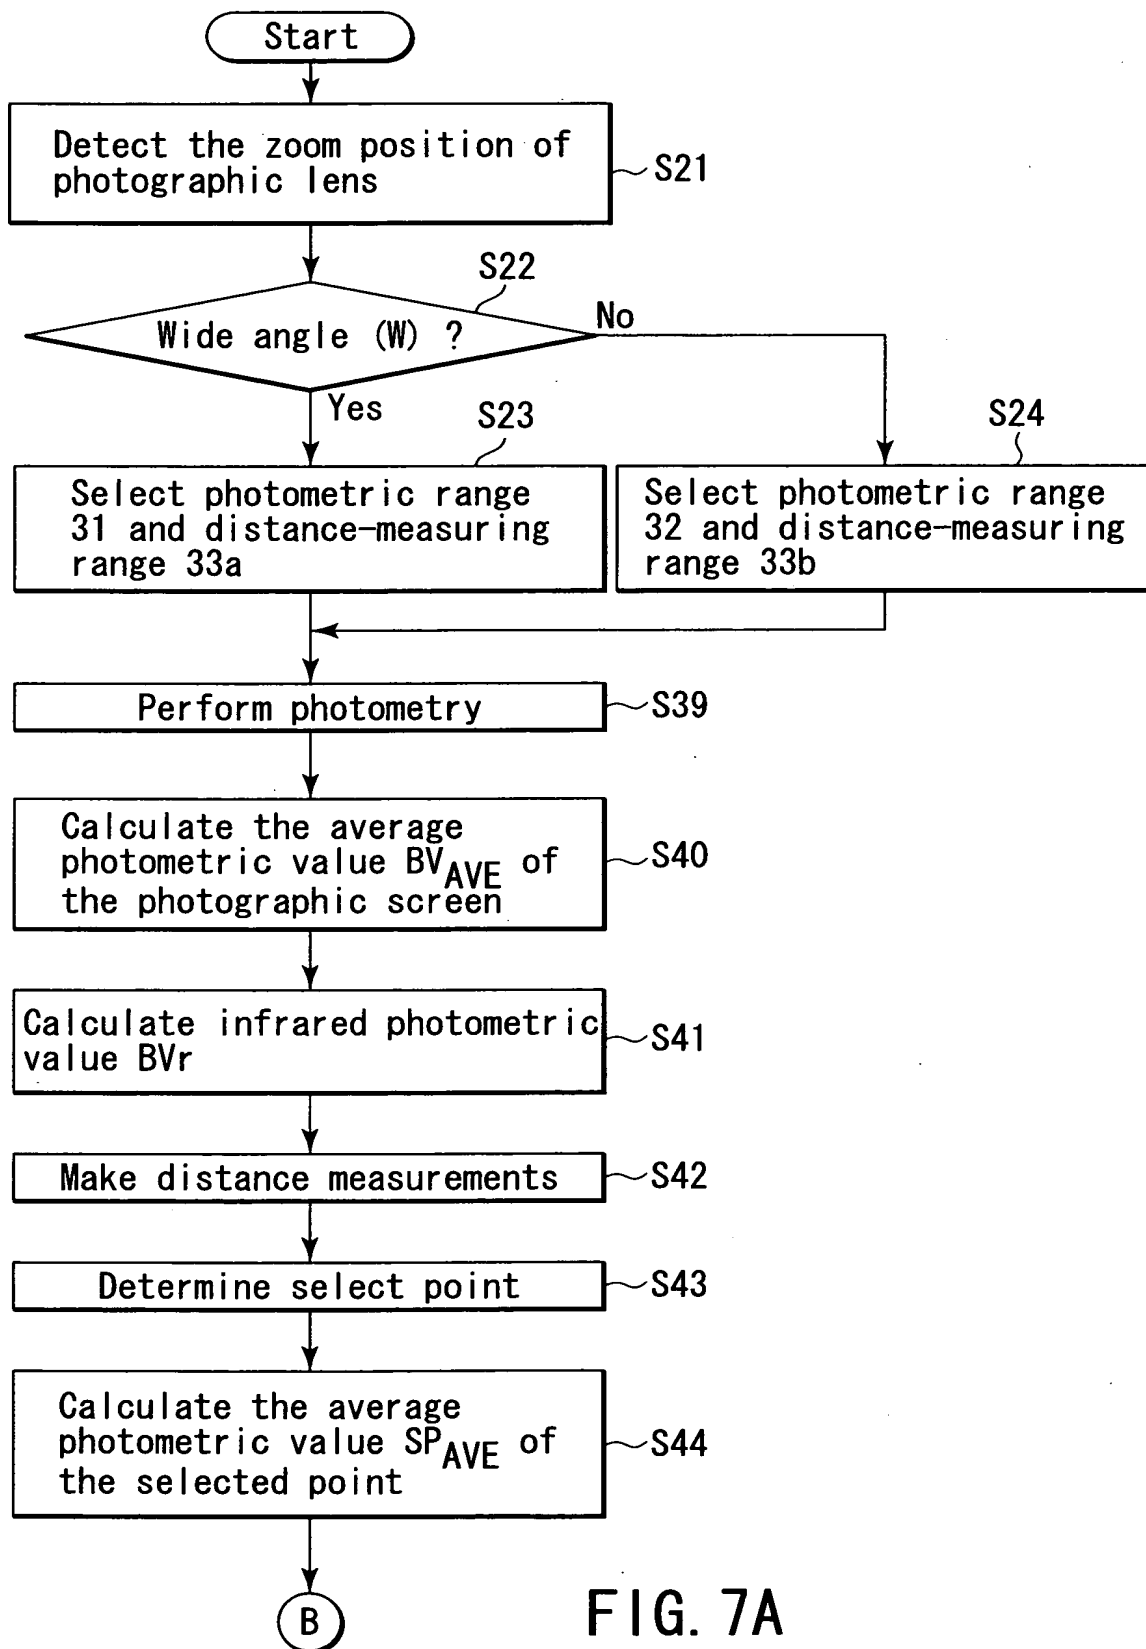 Start
Detect the zoom position of
photographic lens
S21
S22
Wide angle (W) ?
No
Yes
S23
S24
Select photometric range
31 and distance-measuring
range 33a
Select photometric range
32 and distance-measuring
range 33b
Perform photometry
S39
Calculate the average
photometric value BVAVE of
the photographic screen
S40
Calculate infrared photometric
value BVr
S41
Make distance measurements
S42
Determine select point
S43
Calculate the average
photometric value SPAVE of
the selected point
S44
B
FIG. 7A